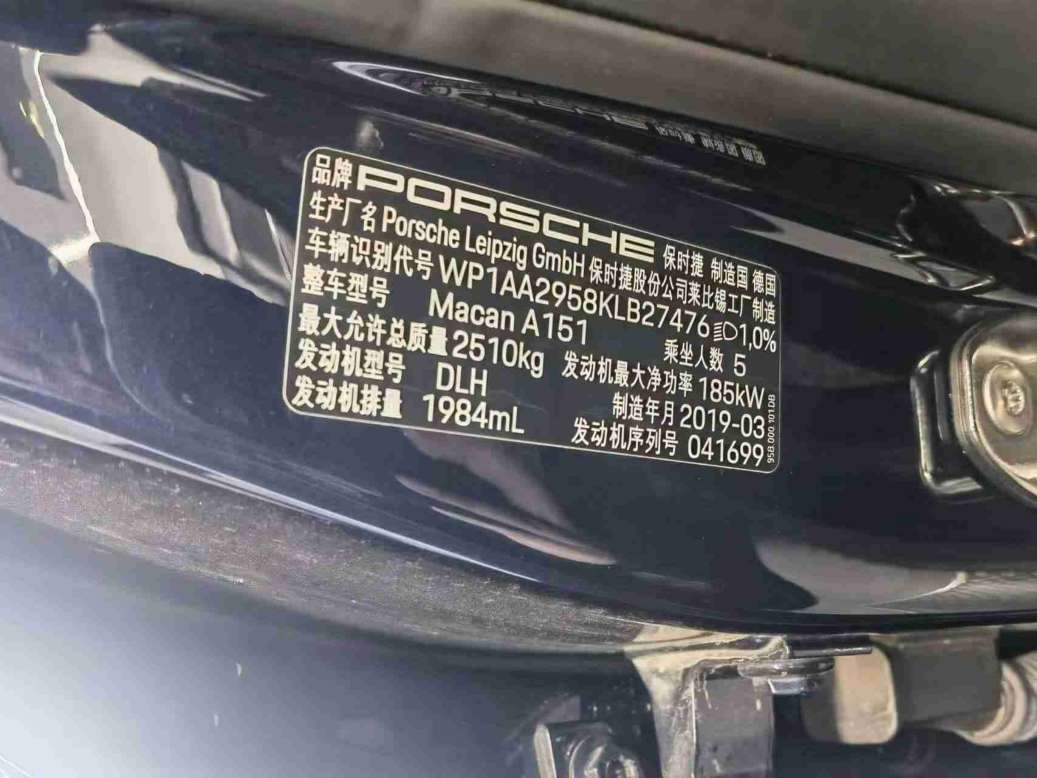 品牌 PORSCHE 保时捷 制造国 德国
生产厂名 Porsche Leipzig GmbH 保时捷股份公司莱比锡工厂制造
车辆识别代号 WP1AA2958KLB27476 1,0%
整车型号 Macan A151 乘坐人数 5
最大允许总质量 2510kg 发动机最大净功率 185kW
发动机型号 DLH 制造年月 2019-03
发动机排量 1984mL 发动机序列号 041699
95B.000.101.DB